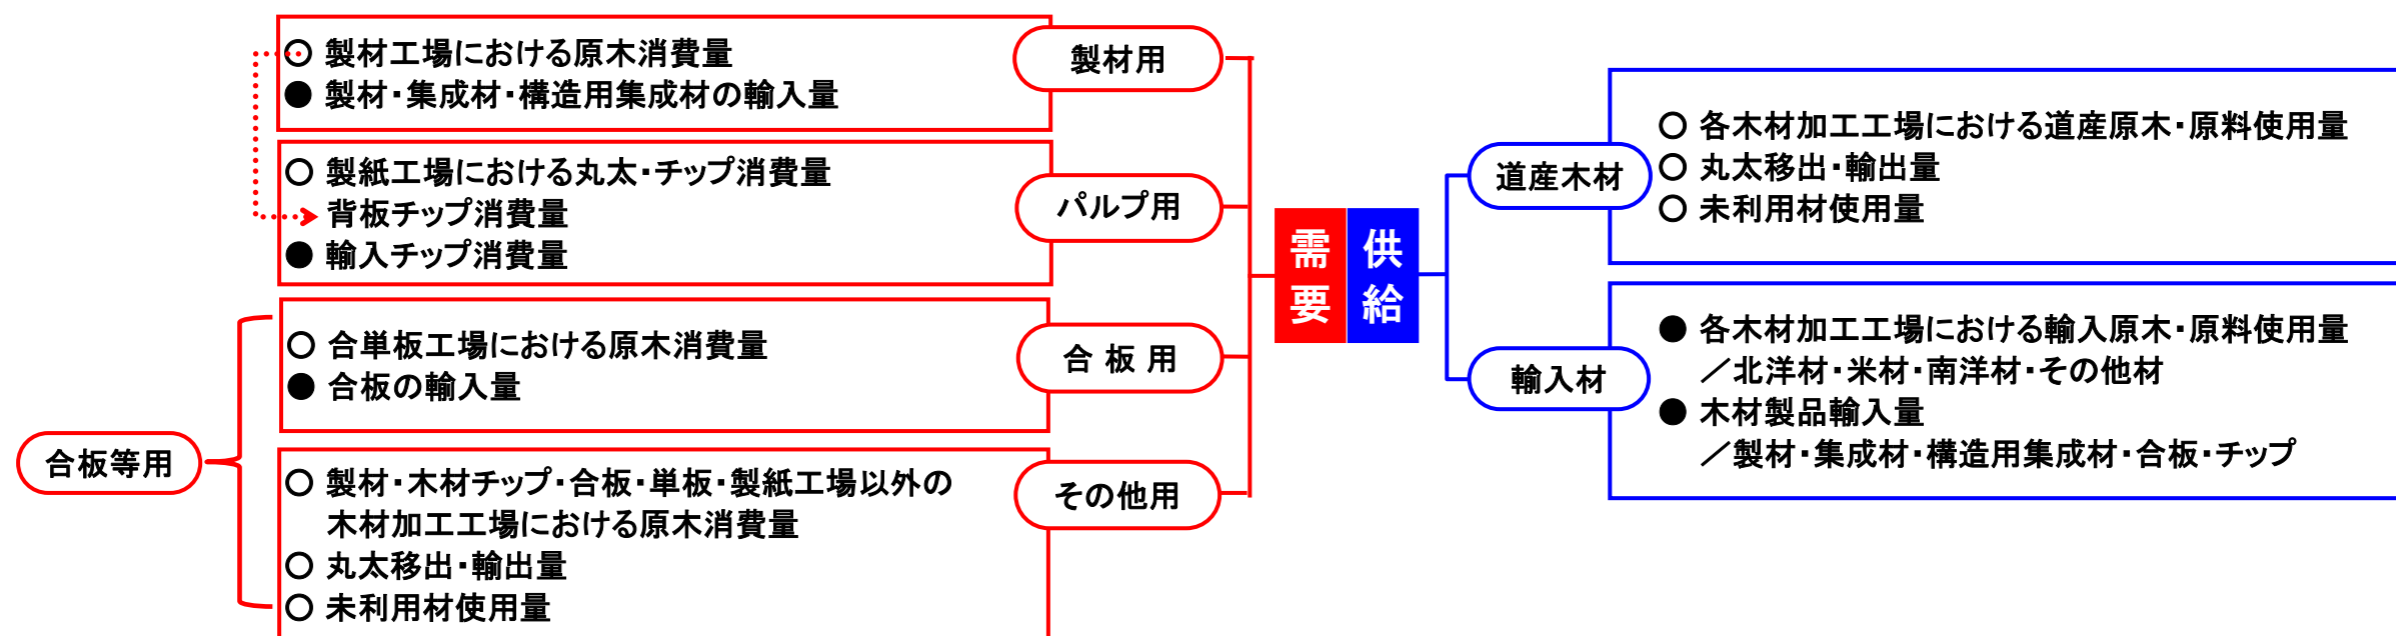 ○ 製材工場における原木消費量
● 製材・集成材・構造用集成材の輸入量
製材用
○ 製紙工場における丸太・チップ消費量
背板チップ消費量
● 輸入チップ消費量
パルプ用
○ 合単板工場における原木消費量
● 合板の輸入量
合 板 用
合板等用
○ 製材・木材チップ・合板・単板・製紙工場以外の
木材加工工場における原木消費量
○ 丸太移出・輸出量
○ 未利用材使用量
その他用
需要
供給
道産木材
○ 各木材加工工場における道産原木・原料使用量
○ 丸太移出・輸出量
○ 未利用材使用量
輸入材
● 各木材加工工場における輸入原木・原料使用量
／北洋材・米材・南洋材・その他材
● 木材製品輸入量
／製材・集成材・構造用集成材・合板・チップ